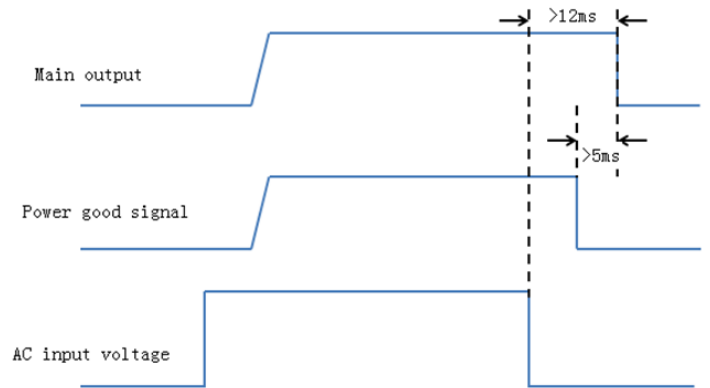 >12ms
Main output
>5ms
Power good signal
AC input voltage